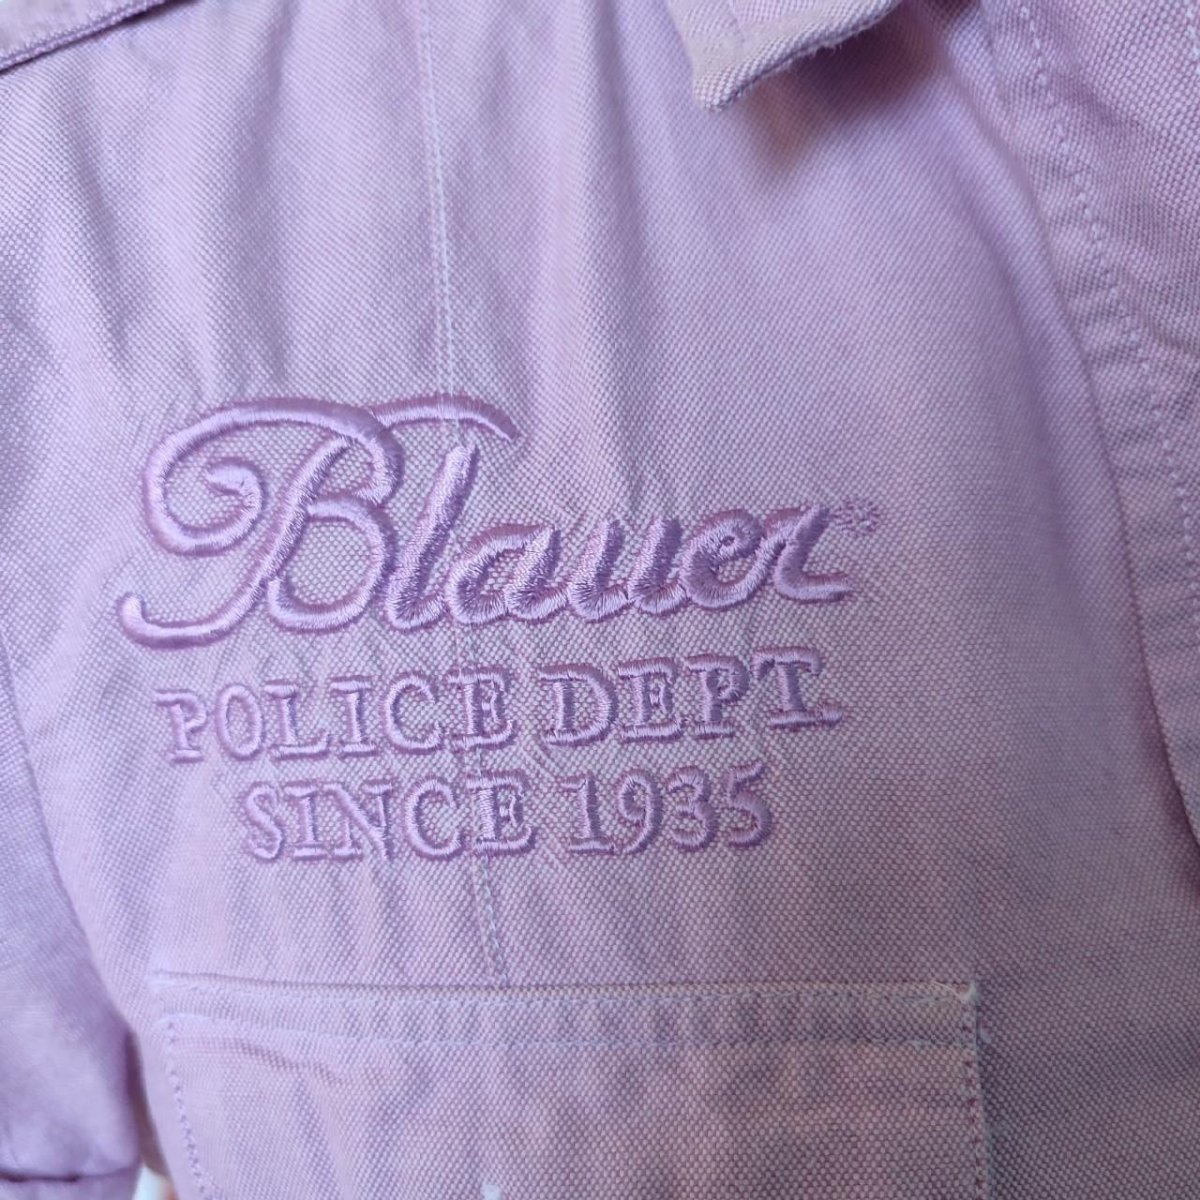 Blauer®
POLICE DEPT.
SINCE 1935